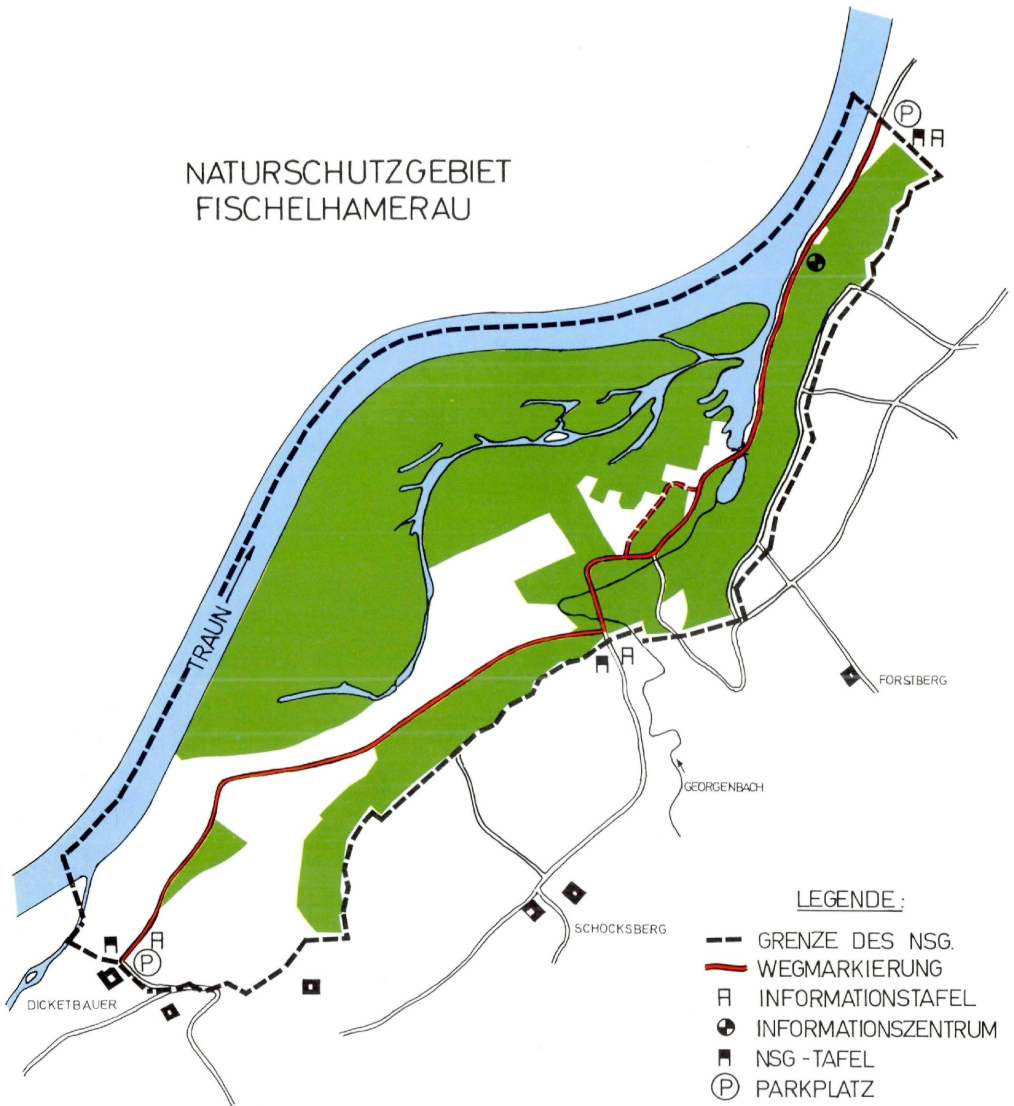 NATURSCHUTZGEBIET
FISCHELHAMERAU
P
TRAUN
FORSTBERG
GEORGENBACH
SCHOCKSBERG
P
DICKETBAUER
LEGENDE:
GRENZE DES NSG.
WEGMARKIERUNG
INFORMATIONSTAFEL
INFORMATIONSZENTRUM
NSG-TAFEL
P PARKPLATZ